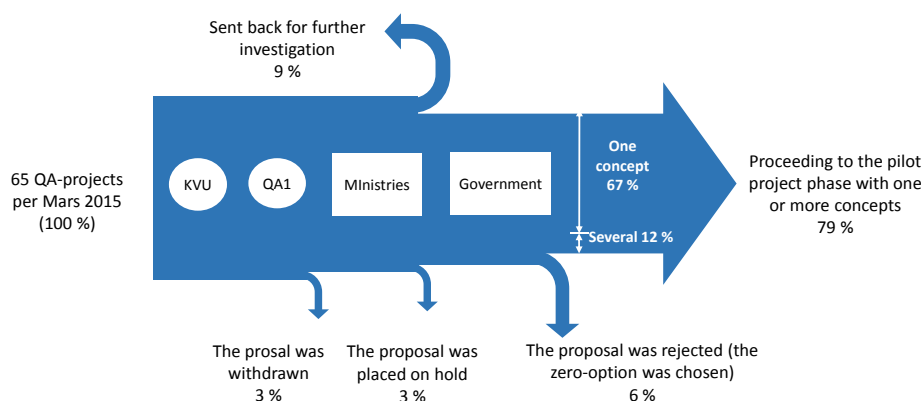 Sent back for further
investigation
9 %
65 QA-projects
per Mars 2015
(100 %)
KVU
QA1
MInistries
Government
One
concept
67 %
Several 12 %
Proceeding to the pilot
project phase with one
or more concepts
79 %
The prosal was
withdrawn
3 %
The proposal was
placed on hold
3 %
The proposal was rejected (the
zero-option was chosen)
6 %